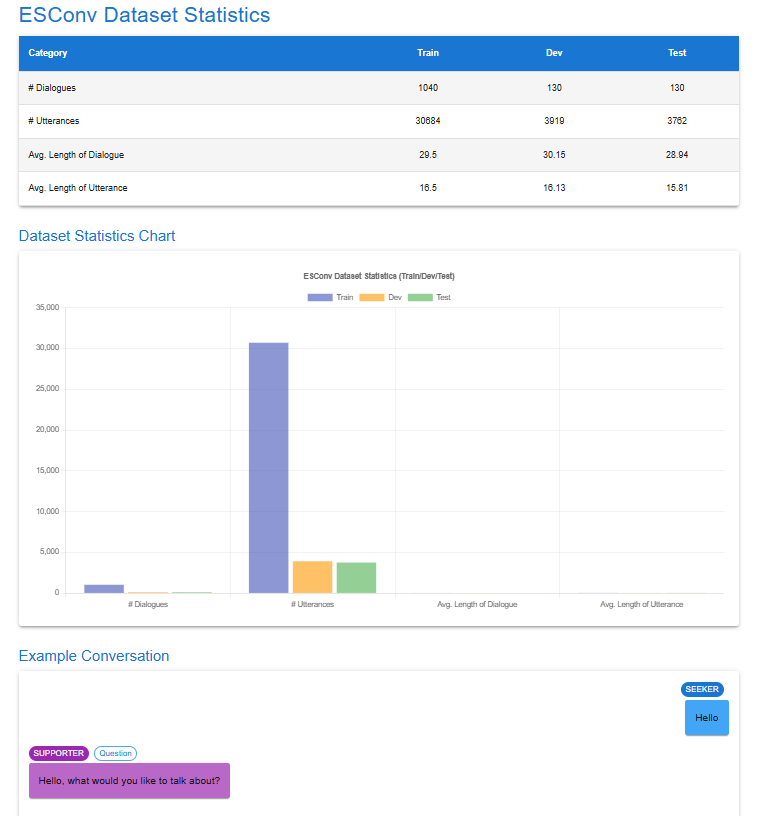 ESConv Dataset Statistics
Category Train Dev Test
# Dialogues 1040 130 130
# Utterances 30684 3919 3762
Avg. Length of Dialogue 29.5 30.15 28.94
Avg. Length of Utterance 16.5 16.13 15.81
Dataset Statistics Chart
ESConv Dataset Statistics (Train/Dev/Test)
Train Dev Test
35,000
30,000
25,000
20,000
15,000
10,000
5,000
0
# Dialogues # Utterances Avg. Length of Dialogue Avg. Length of Utterance
Example Conversation
SEEKER
Hello
SUPPORTER Question
Hello, what would you like to talk about?